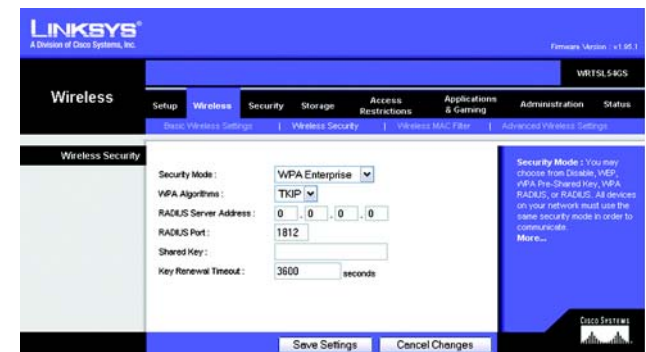 LINKSYS®
A Division of Cisco Systems, Inc.
Firmware Version : v1.95.1
WRTSL54GS
Wireless
Setup Wireless Security Storage Access Restrictions Applications & Gaming Administration Status
Basic Wireless Settings | Wireless Security | Wireless MAC Filter | Advanced Wireless Settings
Wireless Security
Security Mode : WPA Enterprise
WPA Algorithms : TKIP
RADIUS Server Address : 0 . 0 . 0 . 0
RADIUS Port : 1812
Shared Key :
Key Renewal Timeout : 3600 seconds
Security Mode : You may
choose from Disable, WEP,
WPA Pre-Shared Key, WPA
RADIUS, or RADIUS. All devices
on your network must use the
same security mode in order to
communicate.
More...
Cisco Systems
Save Settings Cancel Changes